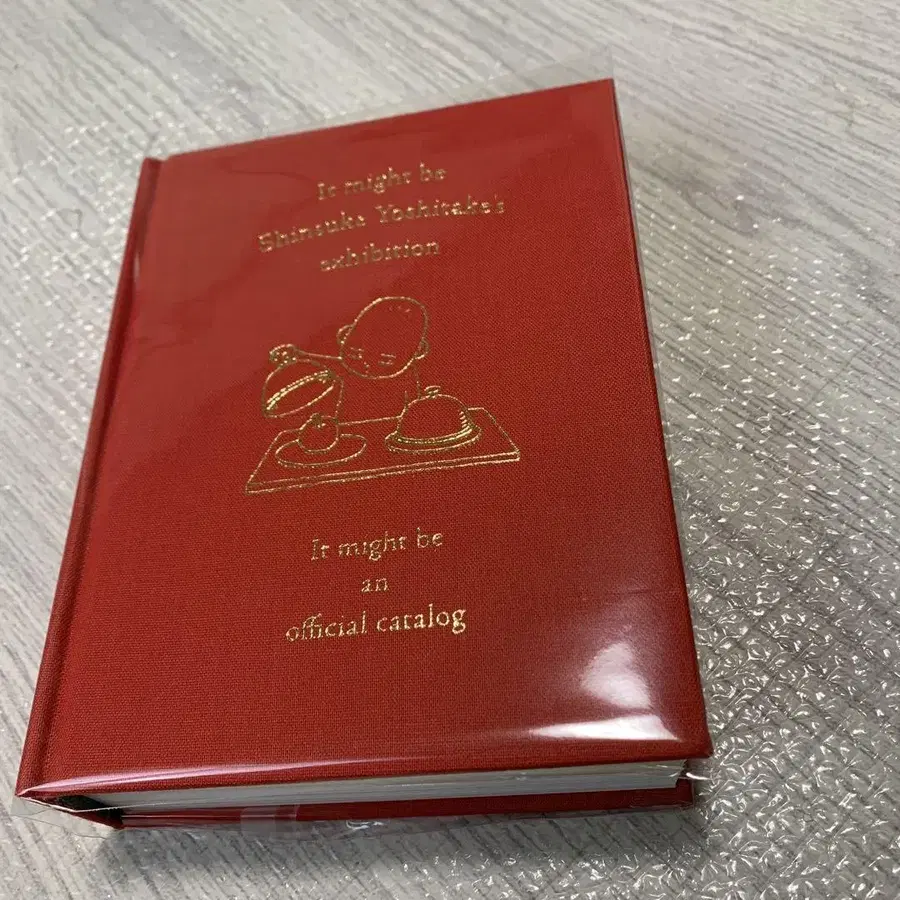 It might be
Shinsuke Yoshitake's
exhibition
It might be
an
official catalog